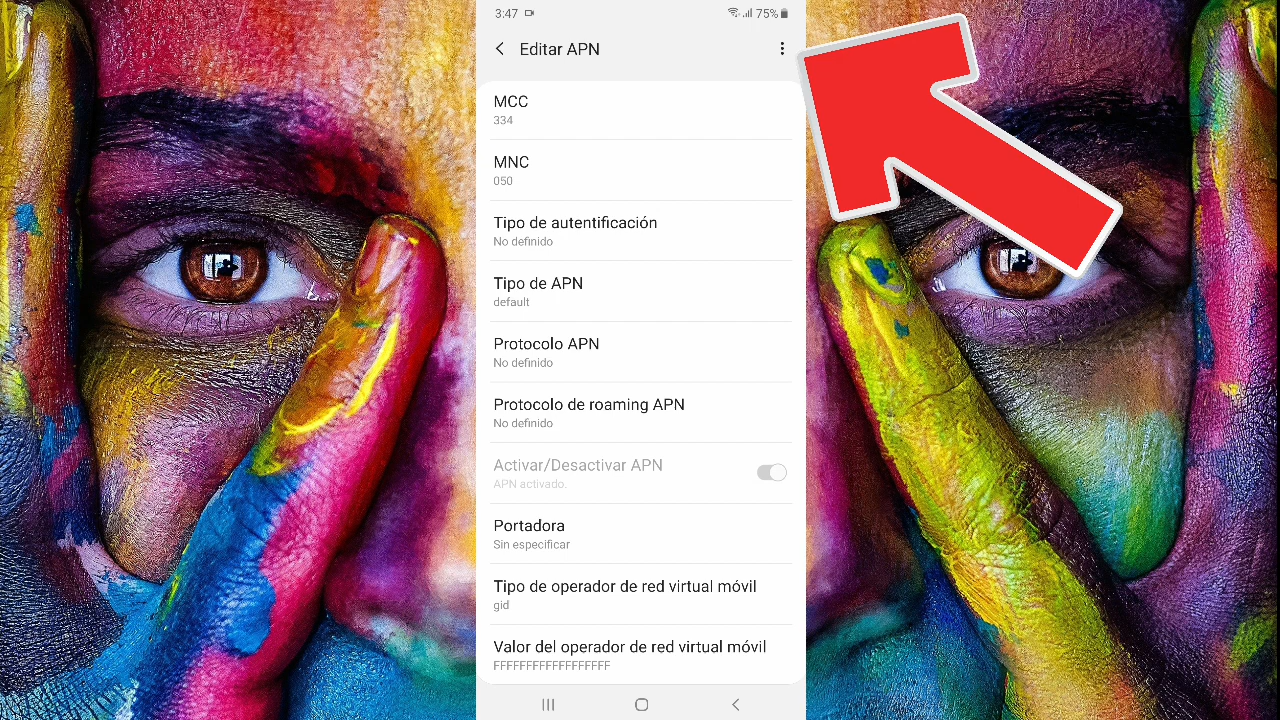 3:47 75%
Editar APN
MCC
334
MNC
050
Tipo de autentificación
No definido
Tipo de APN
default
Protocolo APN
No definido
Protocolo de roaming APN
No definido
Activar/Desactivar APN
APN activado.
Portadora
Sin especificar
Tipo de operador de red virtual móvil
gid
Valor del operador de red virtual móvil
FFFFFFFFFFFFFFFFFF